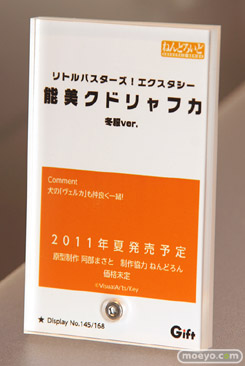 ねんどろいど
リトルバスターズ！エクスタシー
能美クドリャフカ
冬服ver.
Comment
犬の「ヴェルカ」も仲良く一緒！
2011年夏発売予定
原型制作 阿部まさと 制作協力 ねんどろん
価格未定
©VisualArt's/Key
★ Display No.145/168
Gift
moeyo.com